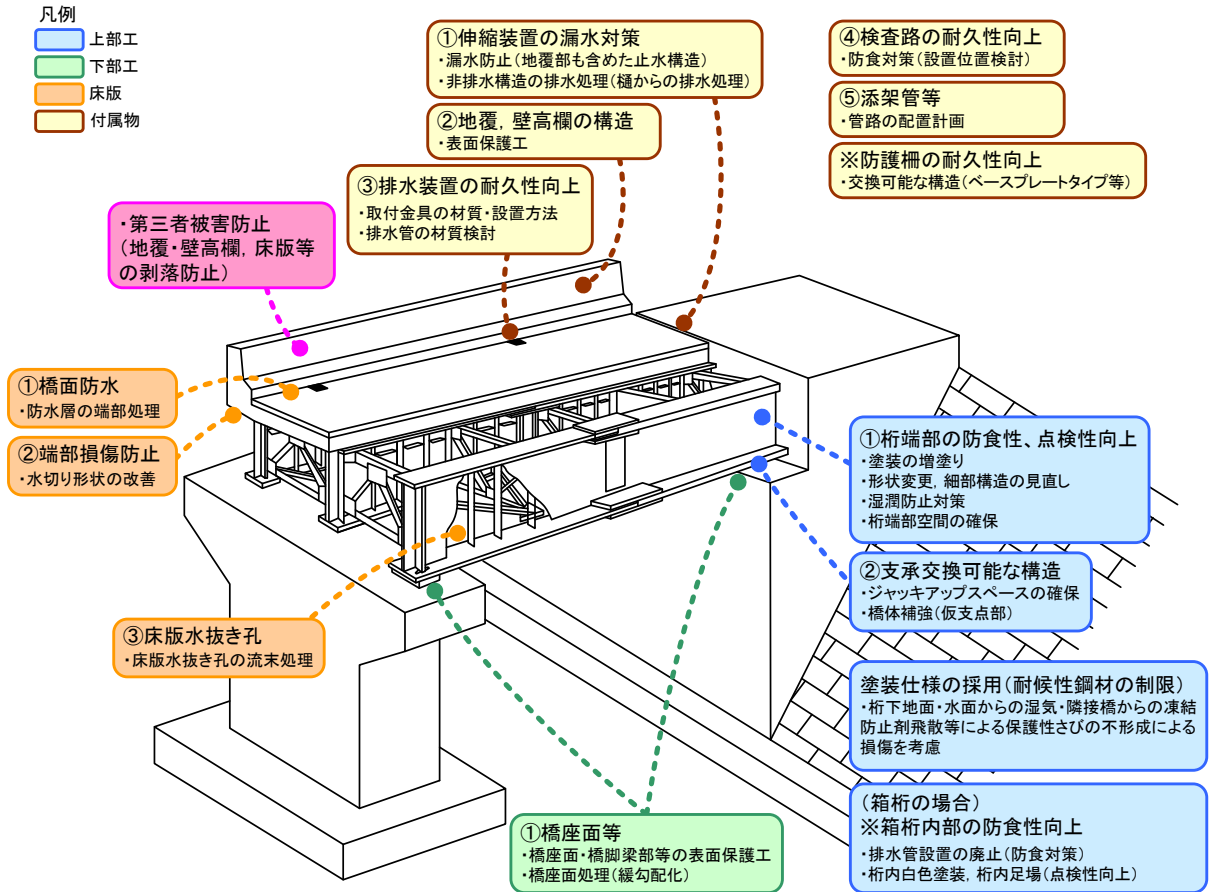 凡例
上部工
下部工
床版
付属物
①伸縮装置の漏水対策
・漏水防止(地覆部も含めた止水構造)
・非排水構造の排水処理(樋からの排水処理)
②地覆，壁高欄の構造
・表面保護工
③排水装置の耐久性向上
・取付金具の材質・設置方法
・排水管の材質検討
④検査路の耐久性向上
・防食対策(設置位置検討)
⑤添架管等
・管路の配置計画
※防護柵の耐久性向上
・交換可能な構造(ベースプレートタイプ等)
・第三者被害防止
(地覆・壁高欄，床版等
の剥落防止)
①橋面防水
・防水層の端部処理
②端部損傷防止
・水切り形状の改善
③床版水抜き孔
・床版水抜き孔の流末処理
①桁端部の防食性、点検性向上
・塗装の増塗り
・形状変更，細部構造の見直し
・湿潤防止対策
・桁端部空間の確保
②支承交換可能な構造
・ジャッキアップスペースの確保
・橋体補強(仮支点部)
塗装仕様の採用(耐候性鋼材の制限)
・桁下地面・水面からの湿気・隣接橋からの凍結
防止剤飛散等による保護性さびの不形成による
損傷を考慮
(箱桁の場合)
※箱桁内部の防食性向上
・排水管設置の廃止(防食対策)
・桁内白色塗装，桁内足場(点検性向上)
①橋座面等
・橋座面・橋脚梁部等の表面保護工
・橋座面処理(緩勾配化)